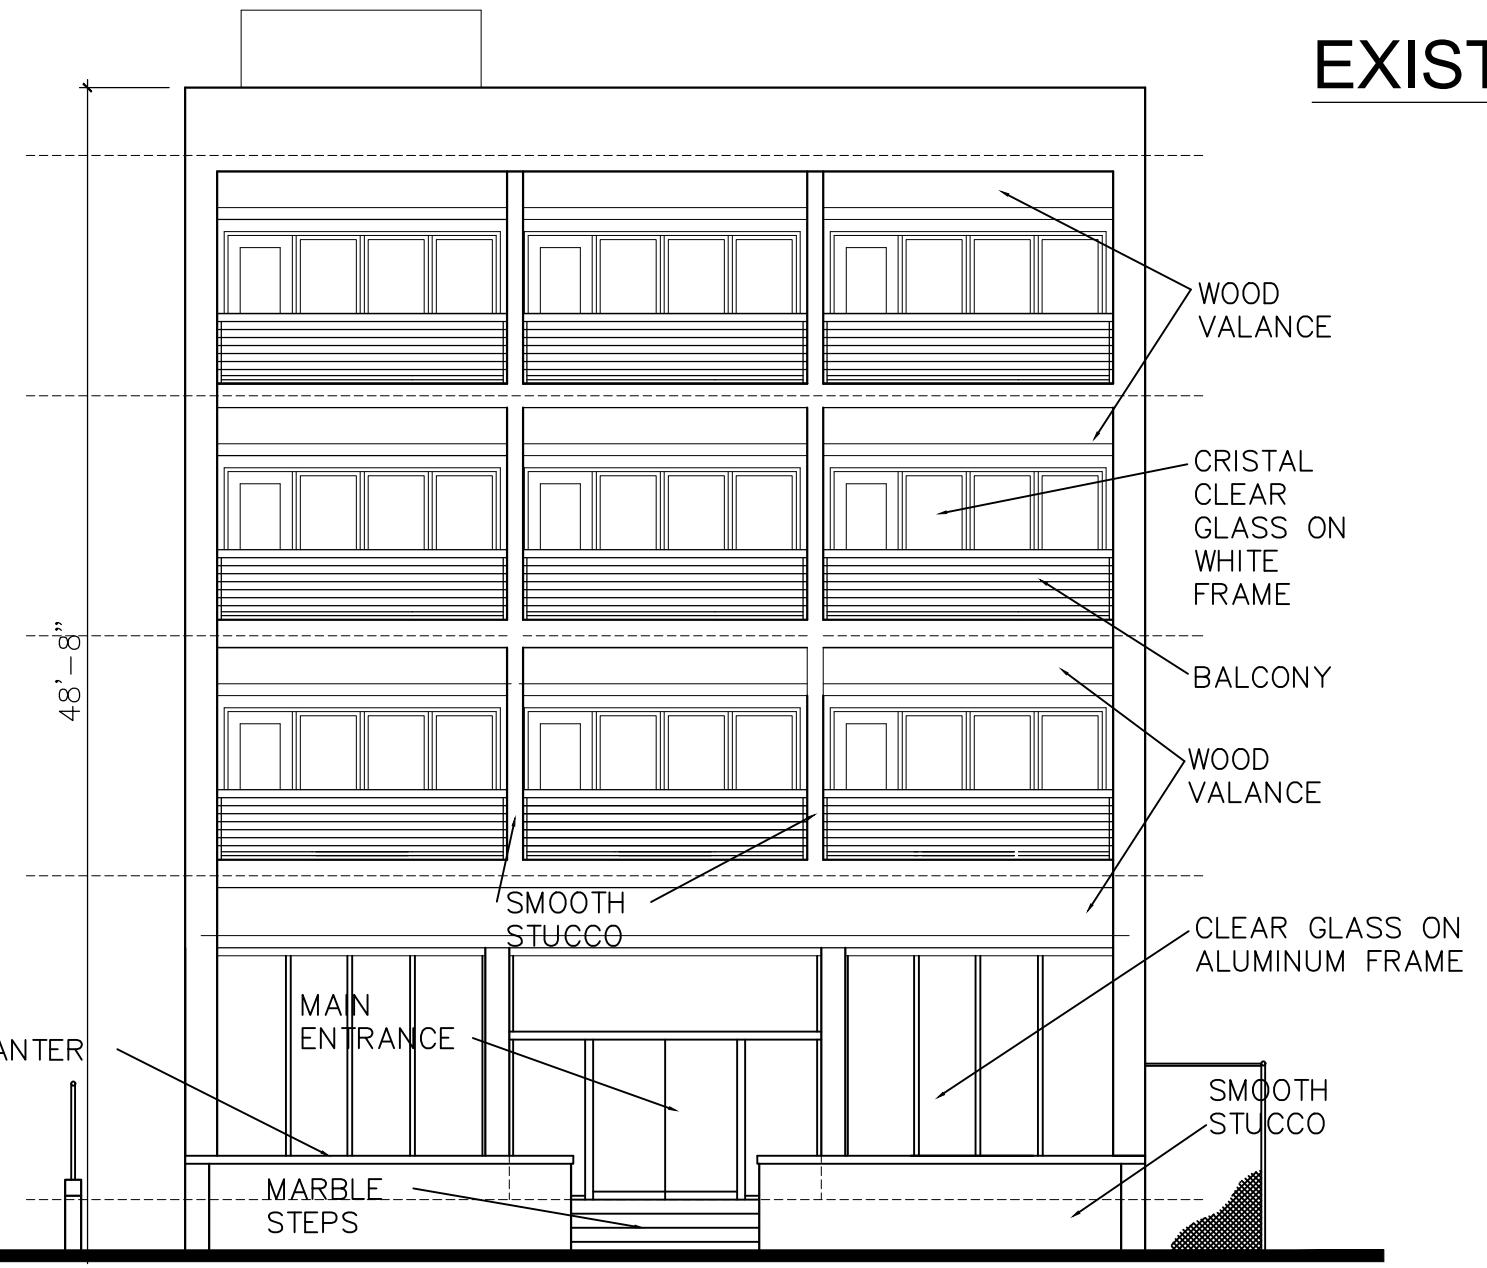 EXIST
WOOD
VALANCE
CRISTAL
CLEAR
GLASS ON
WHITE
FRAME
48'-8"
BALCONY
WOOD
VALANCE
SMOOTH
STUCCO
CLEAR GLASS ON
ALUMINUM FRAME
MAIN
ENTRANCE
ANTER
SMOOTH
STUCCO
MARBLE
STEPS